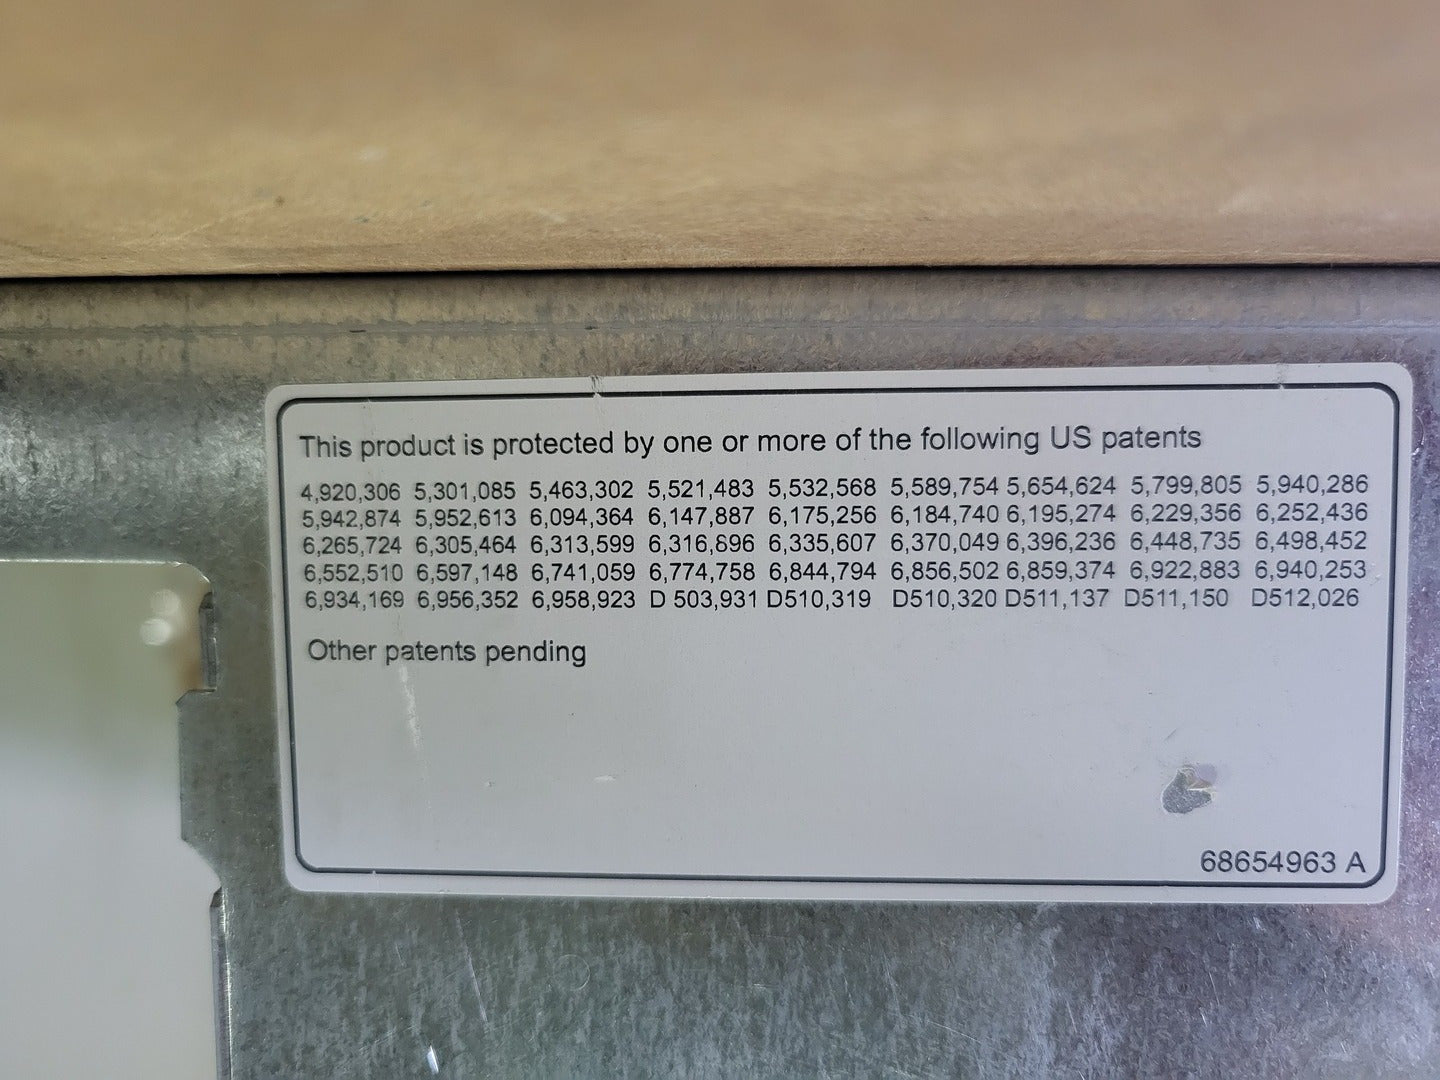 This product is protected by one or more of the following US patents
4,920,306 5,301,085 5,463,302 5,521,483 5,532,568 5,589,754 5,654,624 5,799,805 5,940,286
5,942,874 5,952,613 6,094,364 6,147,887 6,175,256 6,184,740 6,195,274 6,229,356 6,252,436
6,265,724 6,305,464 6,313,599 6,316,896 6,335,607 6,370,049 6,396,236 6,448,735 6,498,452
6,552,510 6,597,148 6,741,059 6,774,758 6,844,794 6,856,502 6,859,374 6,922,883 6,940,253
6,934,169 6,956,352 6,958,923 D 503,931 D510,319 D510,320 D511,137 D511,150 D512,026
Other patents pending
68654963 A